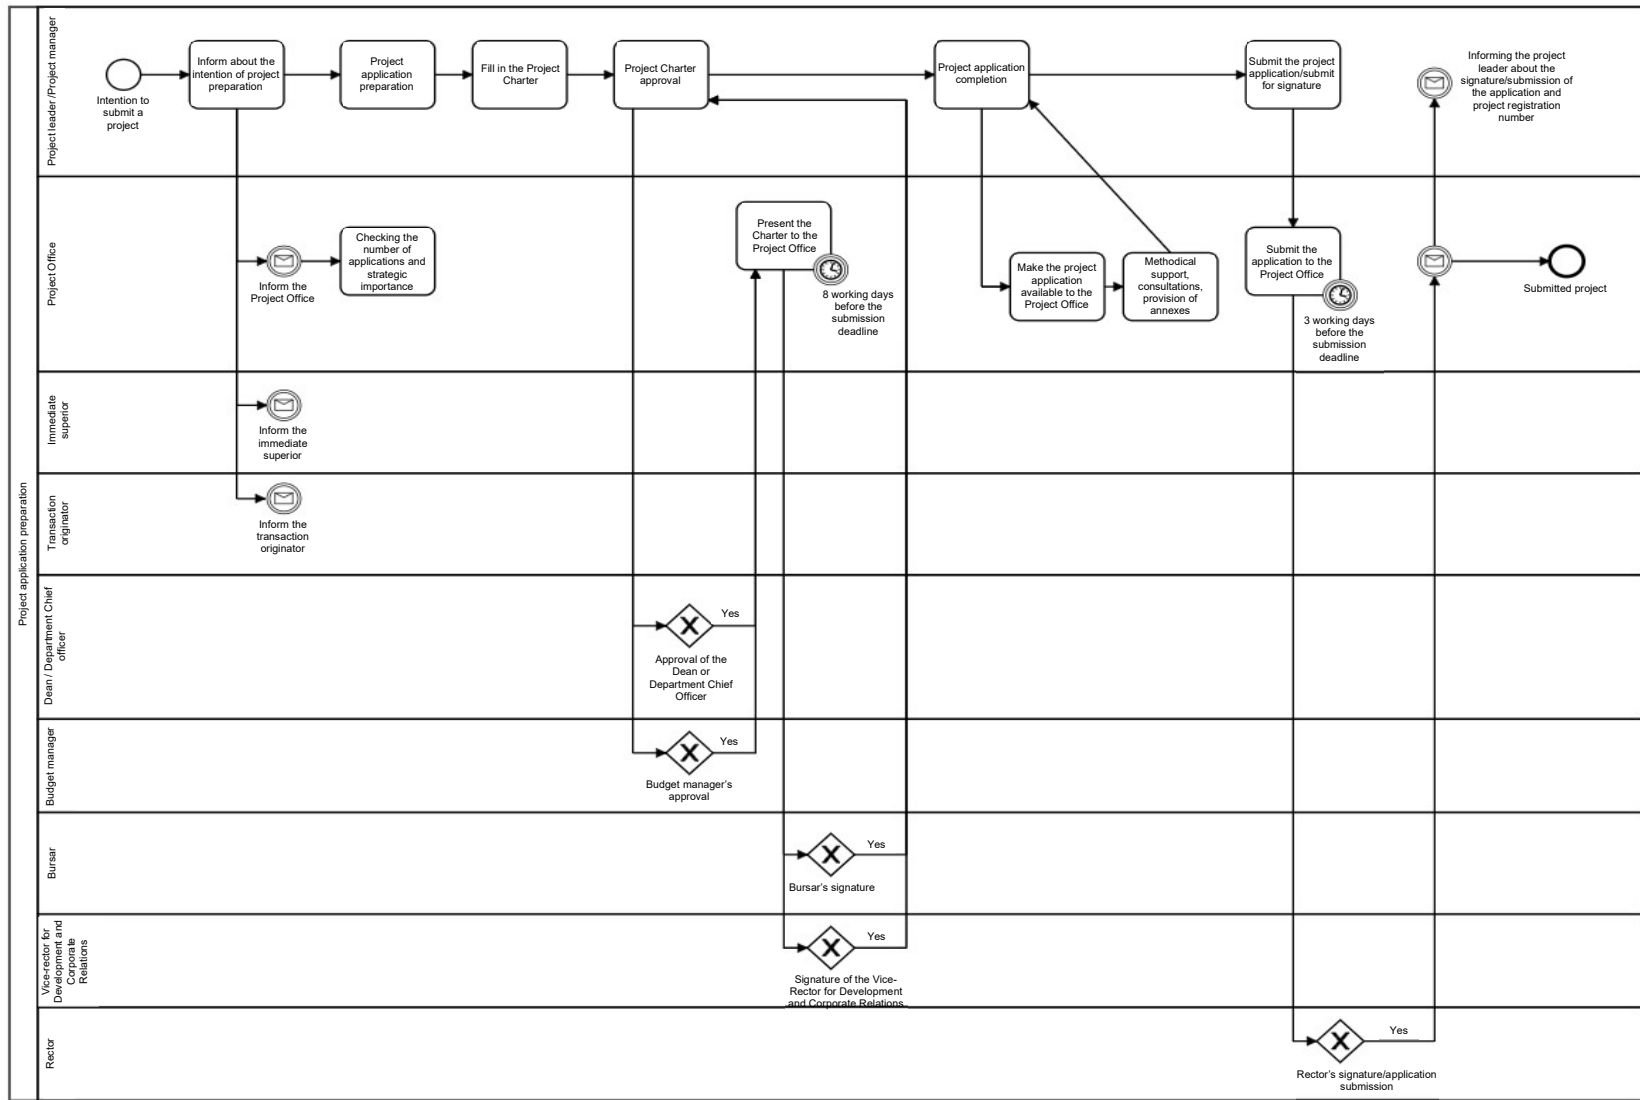 Project application preparation
Project leader /Project manager
Intention to
submit a
project
Inform about the
intention of project
preparation
Project
application
preparation
Fill in the Project
Charter
Project Charter
approval
Project application
completion
Submit the project
application/submit
for signature
Informing the project
leader about the
signature/submission of
the application and
project registration
number
Project Office
Inform the
Project Office
Checking the
number of
applications and
strategic
importance
Present the
Charter to the
Project Office
8 working days
before the
submission
deadline
Make the project
application
available to the
Project Office
Methodical
support,
consultations,
provision of
annexes
Submit the
application to the
Project Office
3 working days
before the
submission
deadline
Submitted project
Immediate
superior
Inform the
immediate
superior
Transaction
originator
Inform the
transaction
originator
Dean / Department Chief
officer
Yes
Approval of the
Dean or
Department Chief
Officer
Budget manager
Yes
Budget manager's
approval
Bursar
Yes
Bursar's signature
Vice-rector for
Development and
Corporate
Relations
Yes
Signature of the Vice-
Rector for Development
and Corporate Relations
Rector
Yes
Rector's signature/application
submission